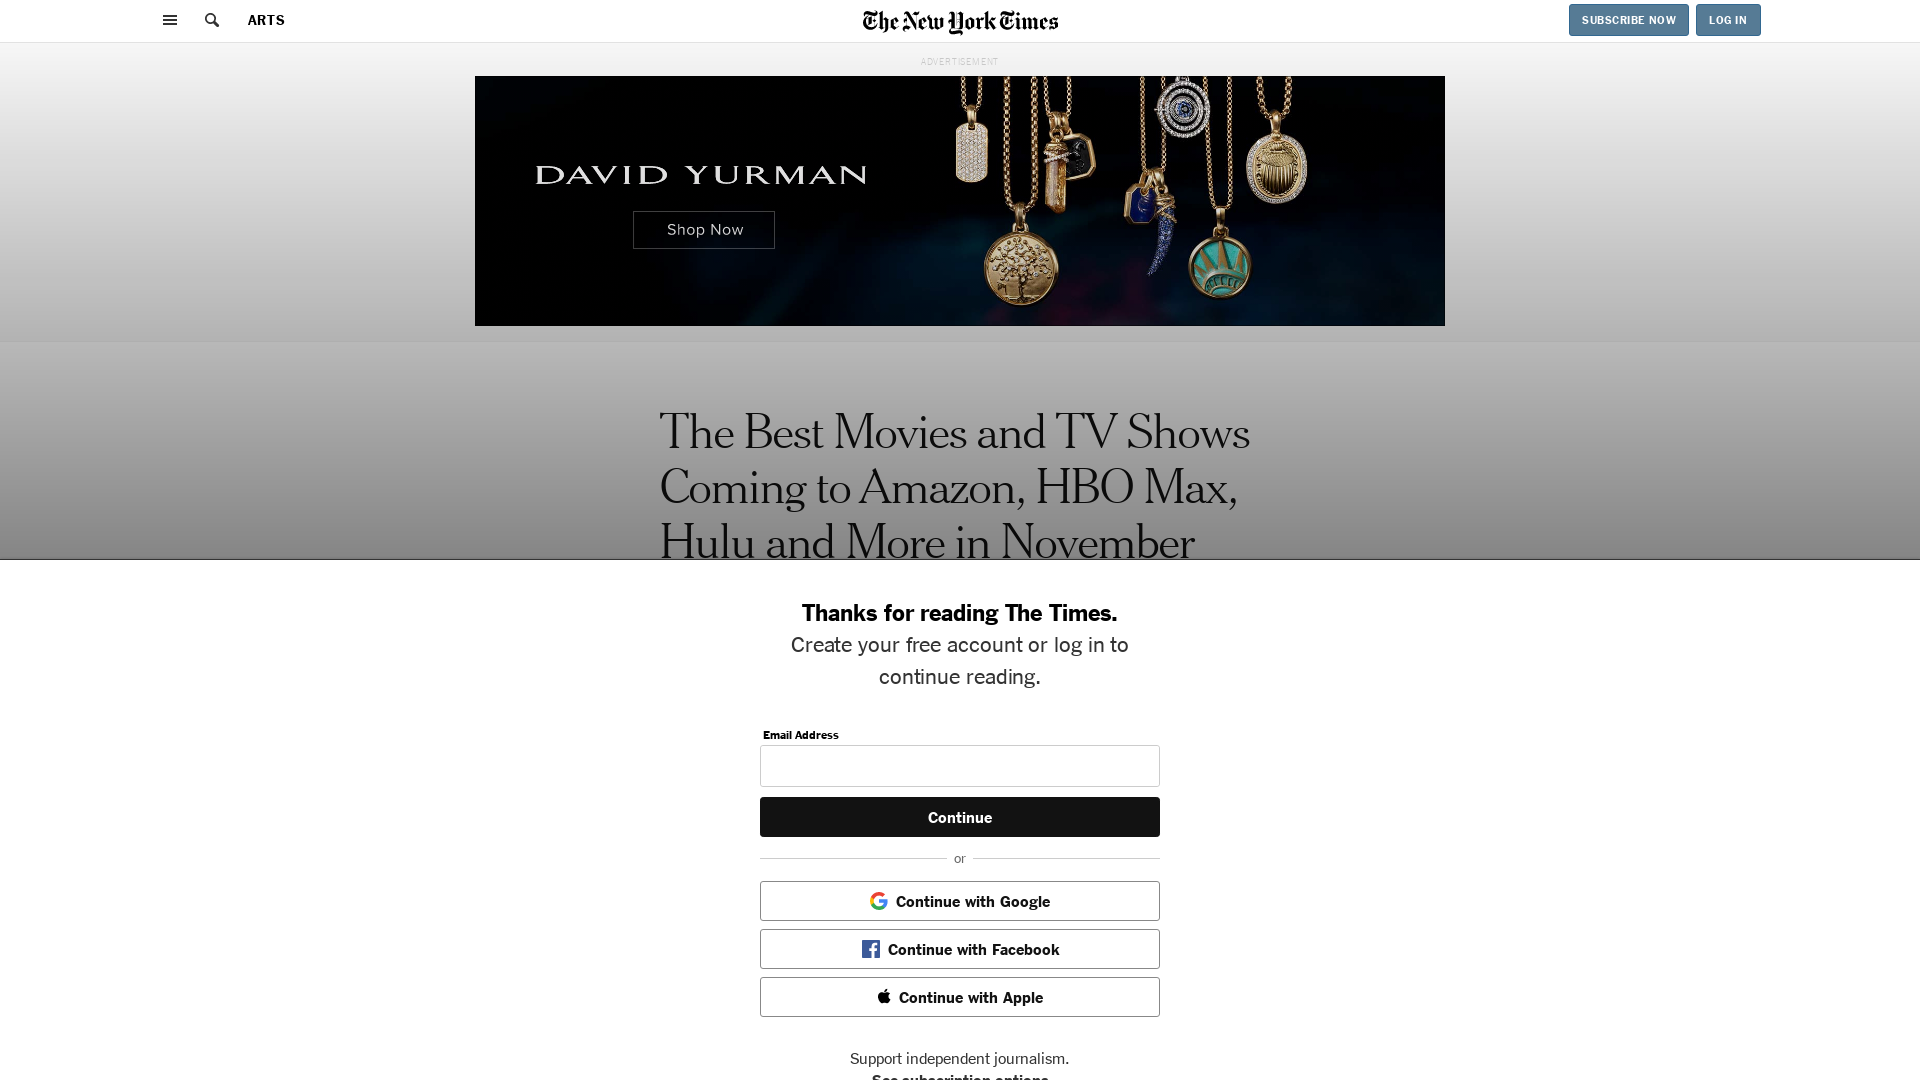 ARTS
The New York Times
SUBSCRIBE NOW
LOG IN
ADVERTISEMENT
DAVID YURMAN
Shop Now
The Best Movies and TV Shows
Coming to Amazon, HBO Max,
Hulu and More in November
Thanks for reading The Times.
Create your free account or log in to
continue reading.
Email Address
Continue
or
Continue with Google
Continue with Facebook
Continue with Apple
Support independent journalism.
See subscription options